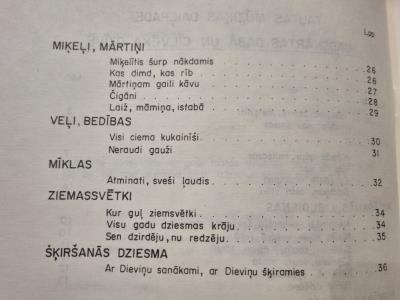 Lpp
MIĶEĻI, MĀRTIŅI
Miķelītis šurp nākdamis . 26
Kas dimd, kas rīb . 26
Mārtiņam gaili kāvu . 27
Čigāni . 28
Laiž, māmiņa, istabā . 29
VEĻI, BEDĪBAS
Visi ciema kukainīši . 30
Neraudi gauži . 31
MĪKLAS
Atminati, sveši ļaudis . 32
ZIEMASSVĒTKI
Kur guļ ziemsvētki . 34
Visu gadu dziesmas krāju . 34
Sen dzirdēju, nu redzēju . 35
ŠĶIRŠANĀS DZIESMA
Ar Dieviņu sanākami, ar Dieviņu šķiramies . 36